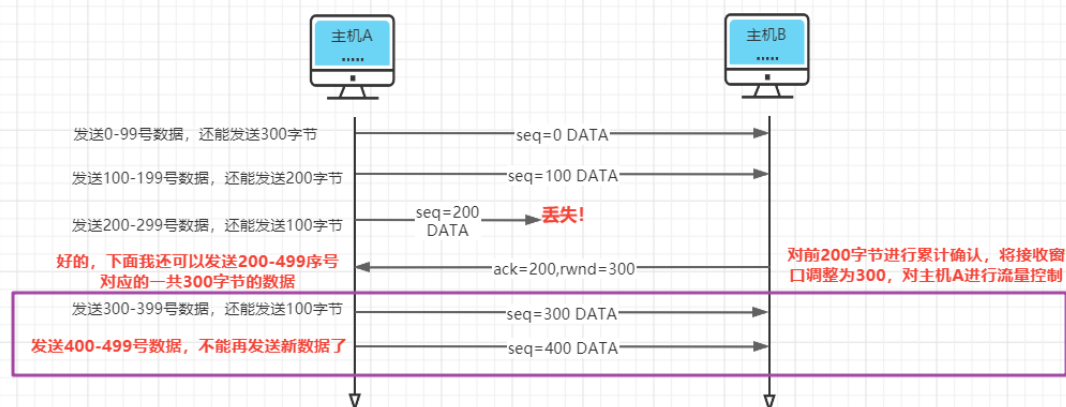 主机A
主机B
发送0-99号数据，还能发送300字节
seq=0 DATA
发送100-199号数据，还能发送200字节
seq=100 DATA
发送200-299号数据，还能发送100字节
seq=200
DATA
丢失!
好的，下面我还可以发送200-499序号
对应的一共300字节的数据
ack=200,rwnd=300
对前200字节进行累计确认，将接收窗
口调整为300，对主机A进行流量控制
发送300-399号数据，还能发送100字节
seq=300 DATA
发送400-499号数据，不能再发送新数据了
seq=400 DATA